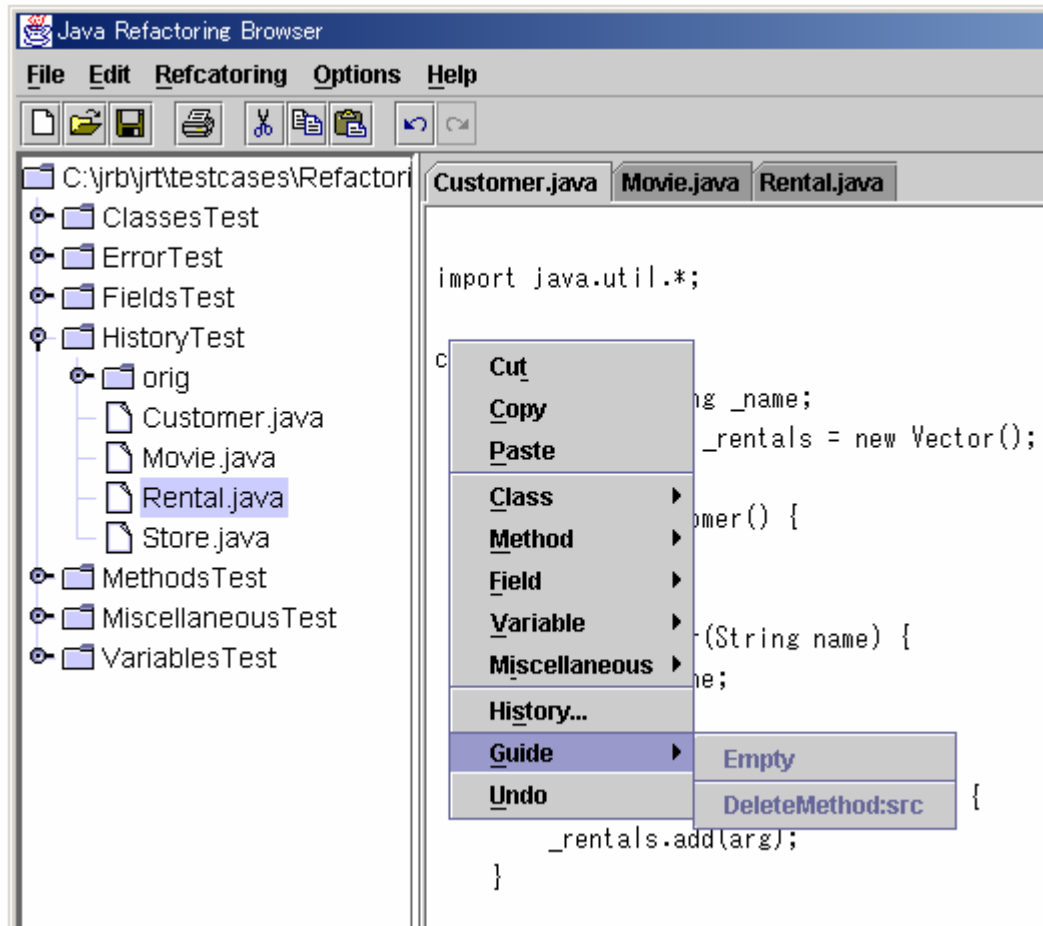 Java Refactoring Browser
File Edit Refcatoring Options Help
C:\jrb\jrt\testcases\Refactori
ClassesTest
ErrorTest
FieldsTest
HistoryTest
orig
Customer.java
Movie.java
Rental.java
Store.java
MethodsTest
MiscellaneousTest
VariablesTest
Customer.java Movie.java Rental.java
import java.util.*;
c
ng _name;
_rentals = new Vector();
omer() {
r(String name) {
ne;
{
_rentals.add(arg);
}
Cut
Copy
Paste
Class
Method
Field
Variable
Miscellaneous
History...
Guide
Undo
Empty
DeleteMethod:src